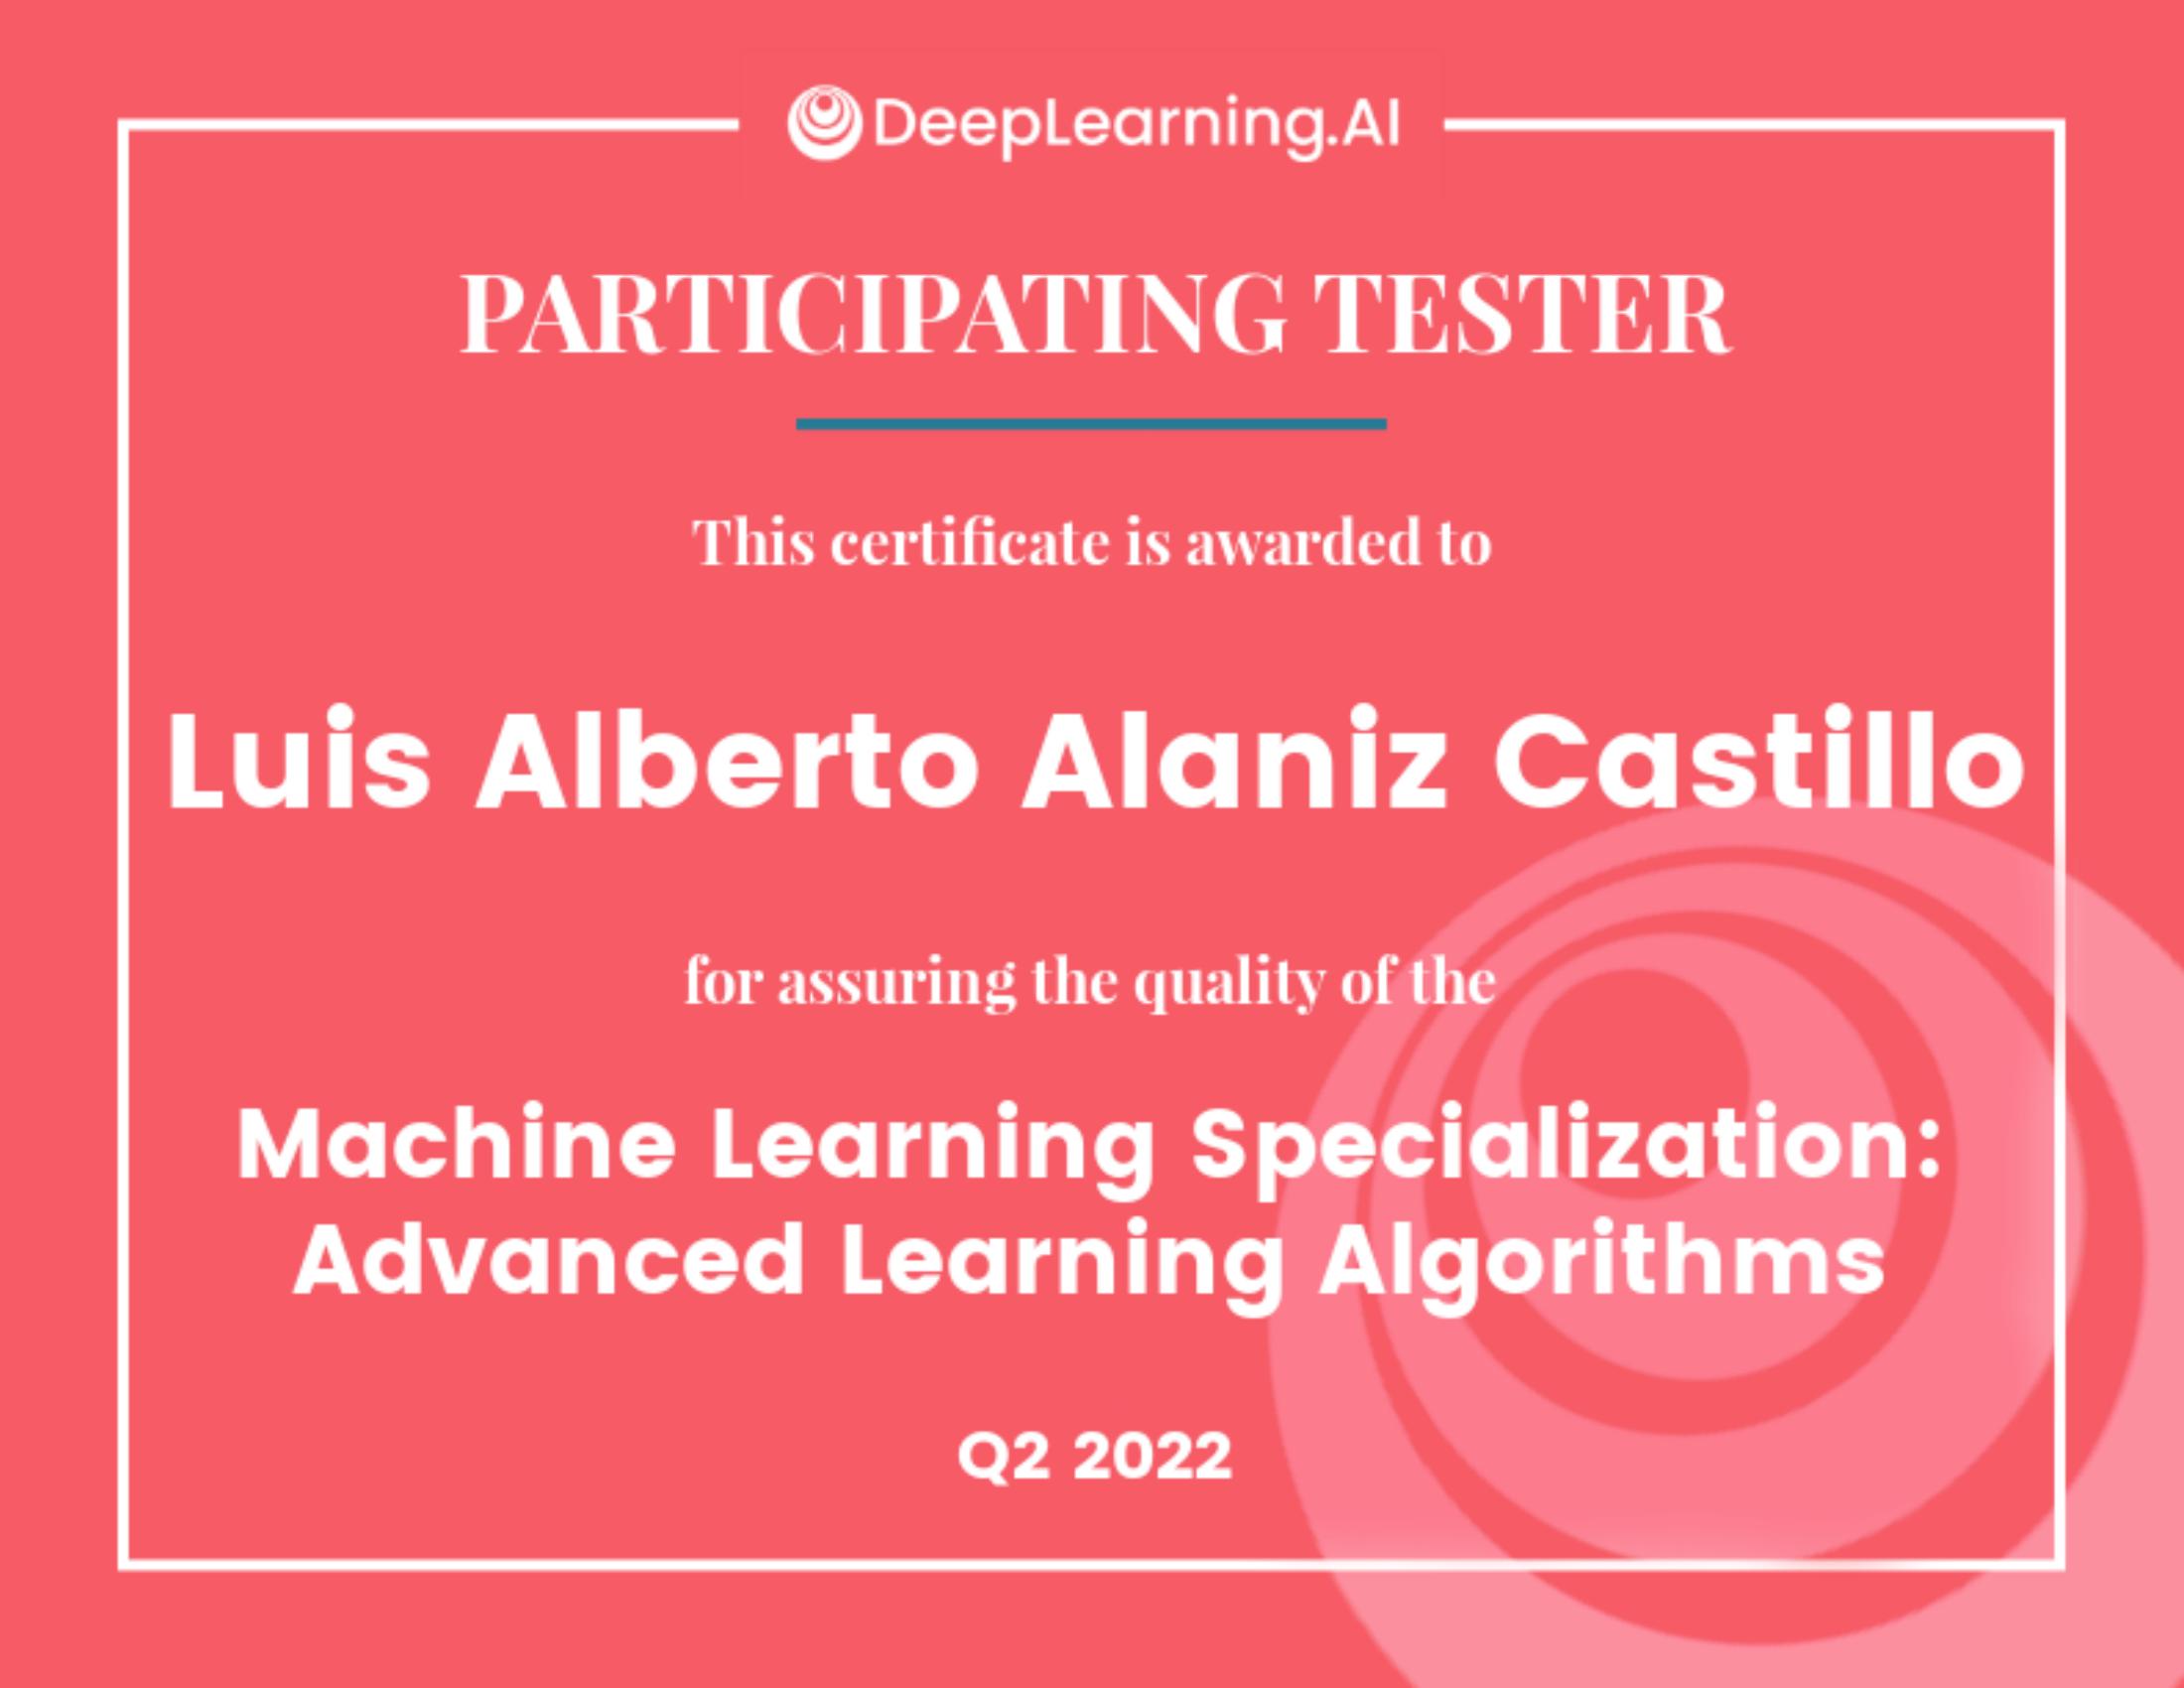 DeepLearning.AI
PARTICIPATING TESTER
This certificate is awarded to
Luis Alberto Alaniz Castillo
for assuring the quality of the
Machine Learning Specialization:
Advanced Learning Algorithms
Q2 2022